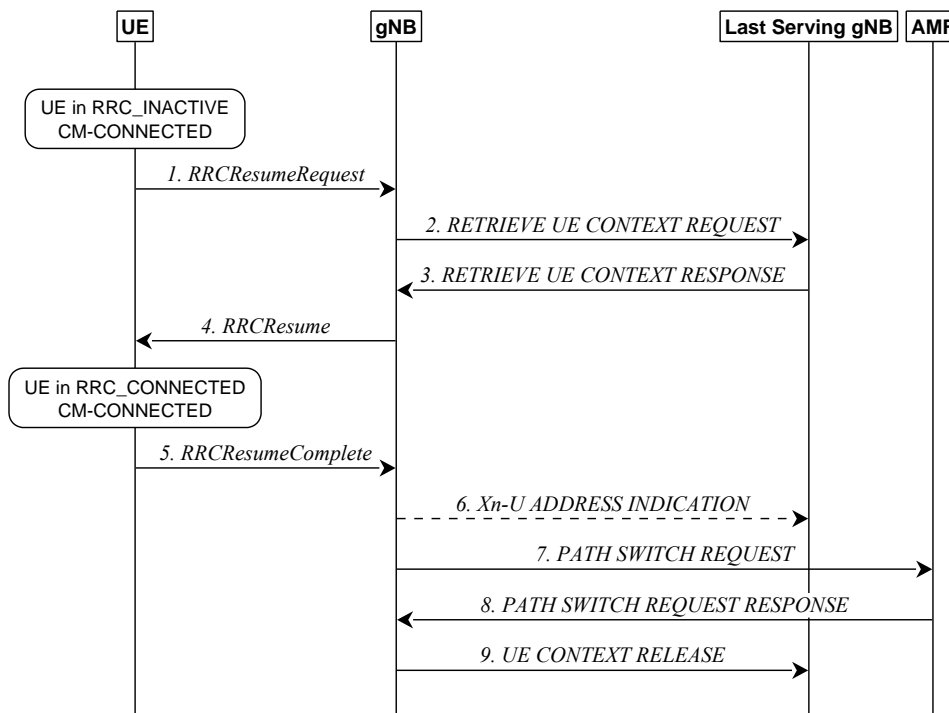 UE
gNB
Last Serving gNB
AMF
UE in RRC_INACTIVE
CM-CONNECTED
1. RRCResumeRequest
2. RETRIEVE UE CONTEXT REQUEST
3. RETRIEVE UE CONTEXT RESPONSE
4. RRCResume
UE in RRC_CONNECTED
CM-CONNECTED
5. RRCResumeComplete
6. Xn-U ADDRESS INDICATION
7. PATH SWITCH REQUEST
8. PATH SWITCH REQUEST RESPONSE
9. UE CONTEXT RELEASE